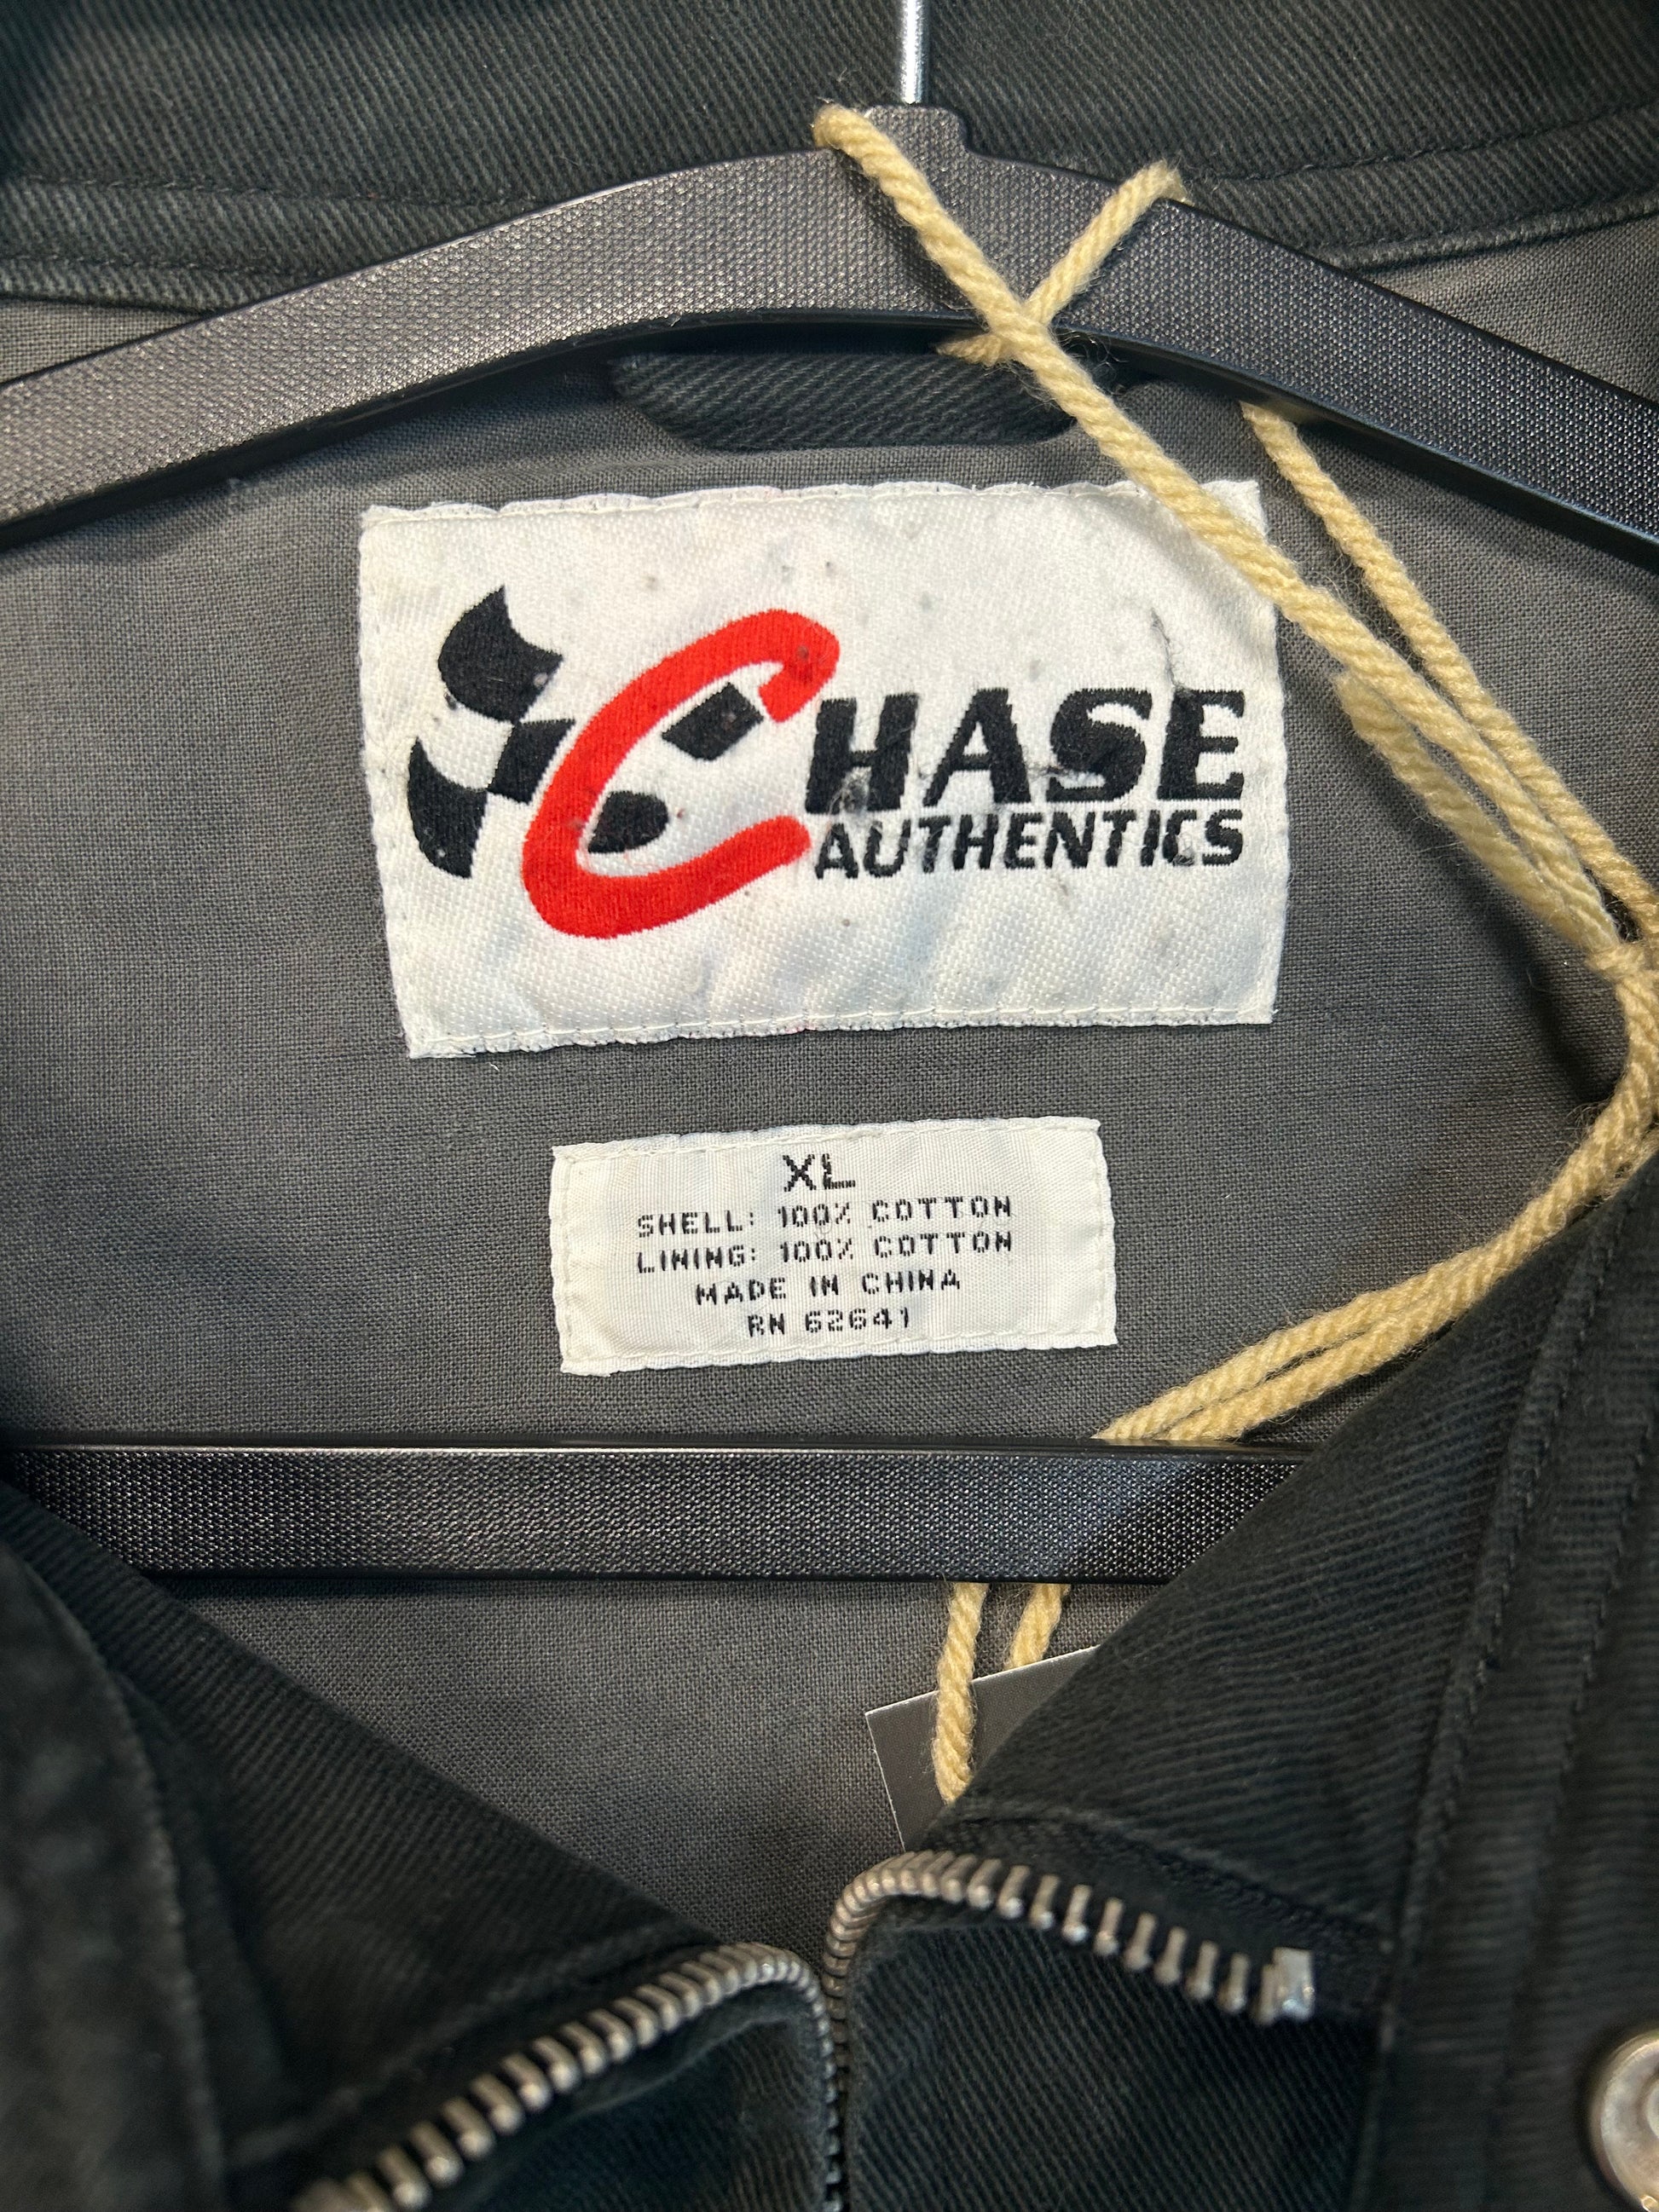 CHASE
AUTHENTICS
XL
SHELL: 100% COTTON
LINING: 100% COTTON
MADE IN CHINA
RN 62641